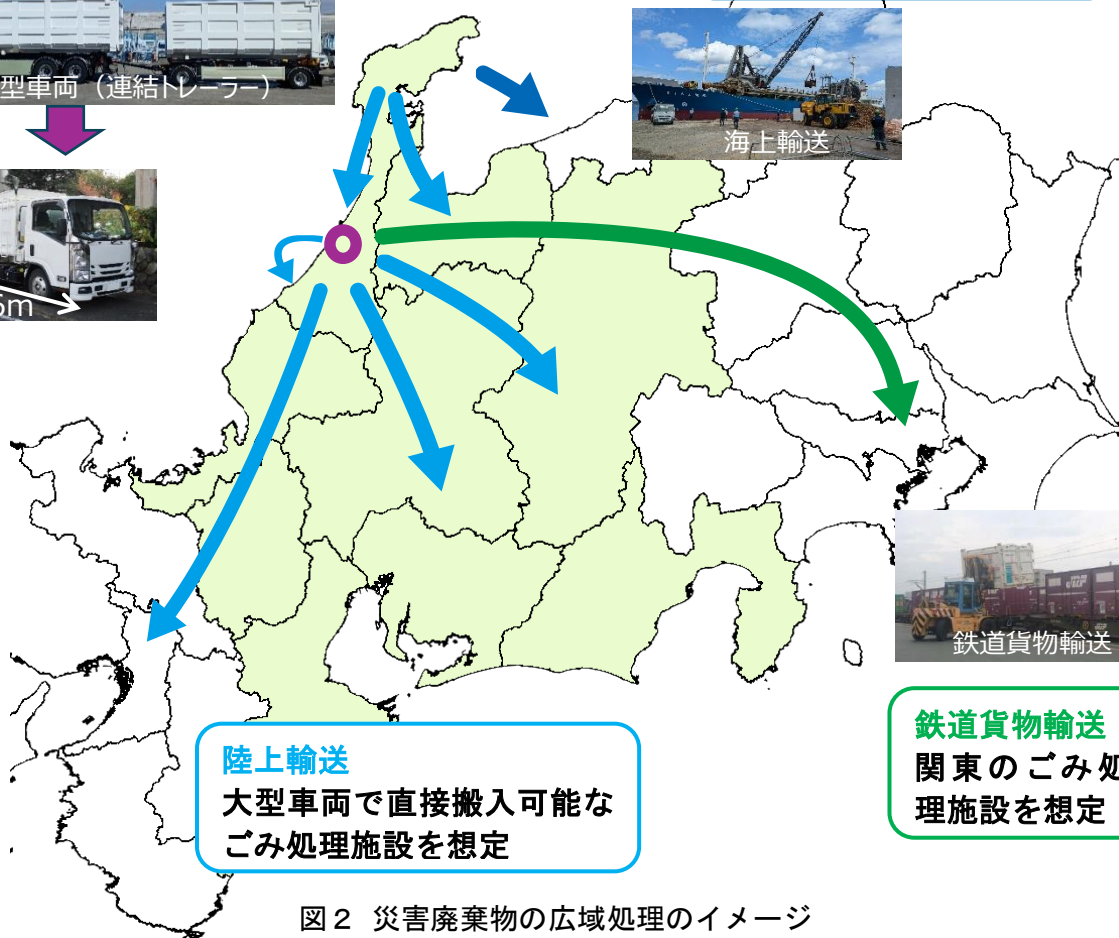 型車両（連結トレーラー）
海上輸送
鉄道貨物輸送
陸上輸送
大型車両で直接搬入可能な
ごみ処理施設を想定
鉄道貨物輸送
関東のごみ処
理施設を想定
図２ 災害廃棄物の広域処理のイメージ